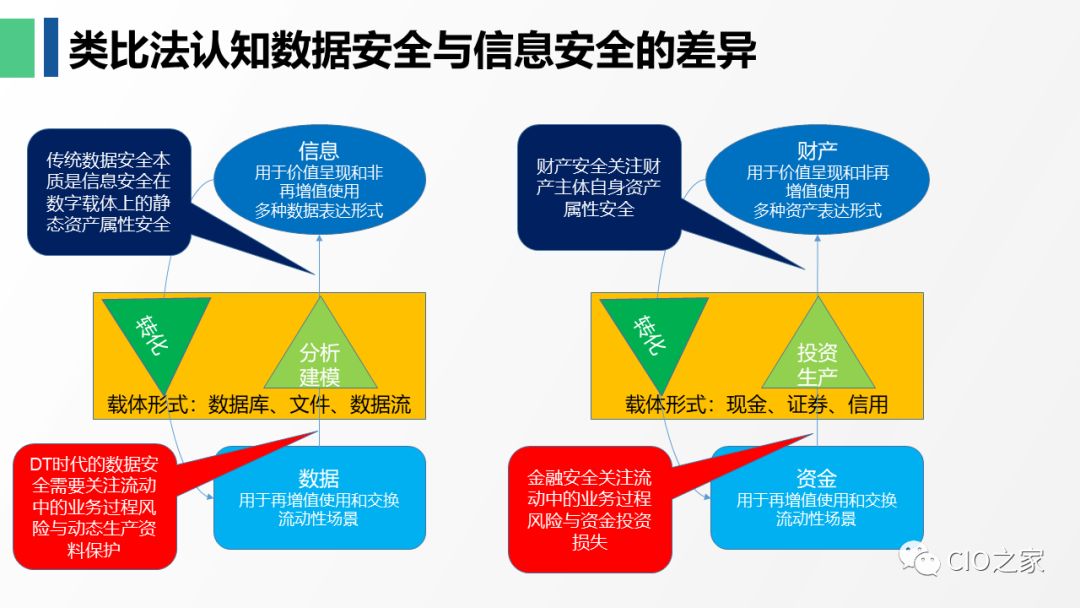 类比法认知数据安全与信息安全的差异
传统数据安全本
质是信息安全在
数字载体上的静
态资产属性安全
信息
用于价值呈现和非
再增值使用
多种数据表达形式
转化
分析
建模
载体形式：数据库、文件、数据流
DT时代的数据安
全需要关注流动
中的业务过程风
险与动态生产资
料保护
数据
用于再增值使用和交换
流动性场景
财产安全关注财
产主体自身资产
属性安全
财产
用于价值呈现和非再
增值使用
多种资产表达形式
转化
投资
生产
载体形式：现金、证券、信用
金融安全关注流
动中的业务过程
风险与资金投资
损失
资金
用于再增值使用和交换
流动性场景
CIO之家